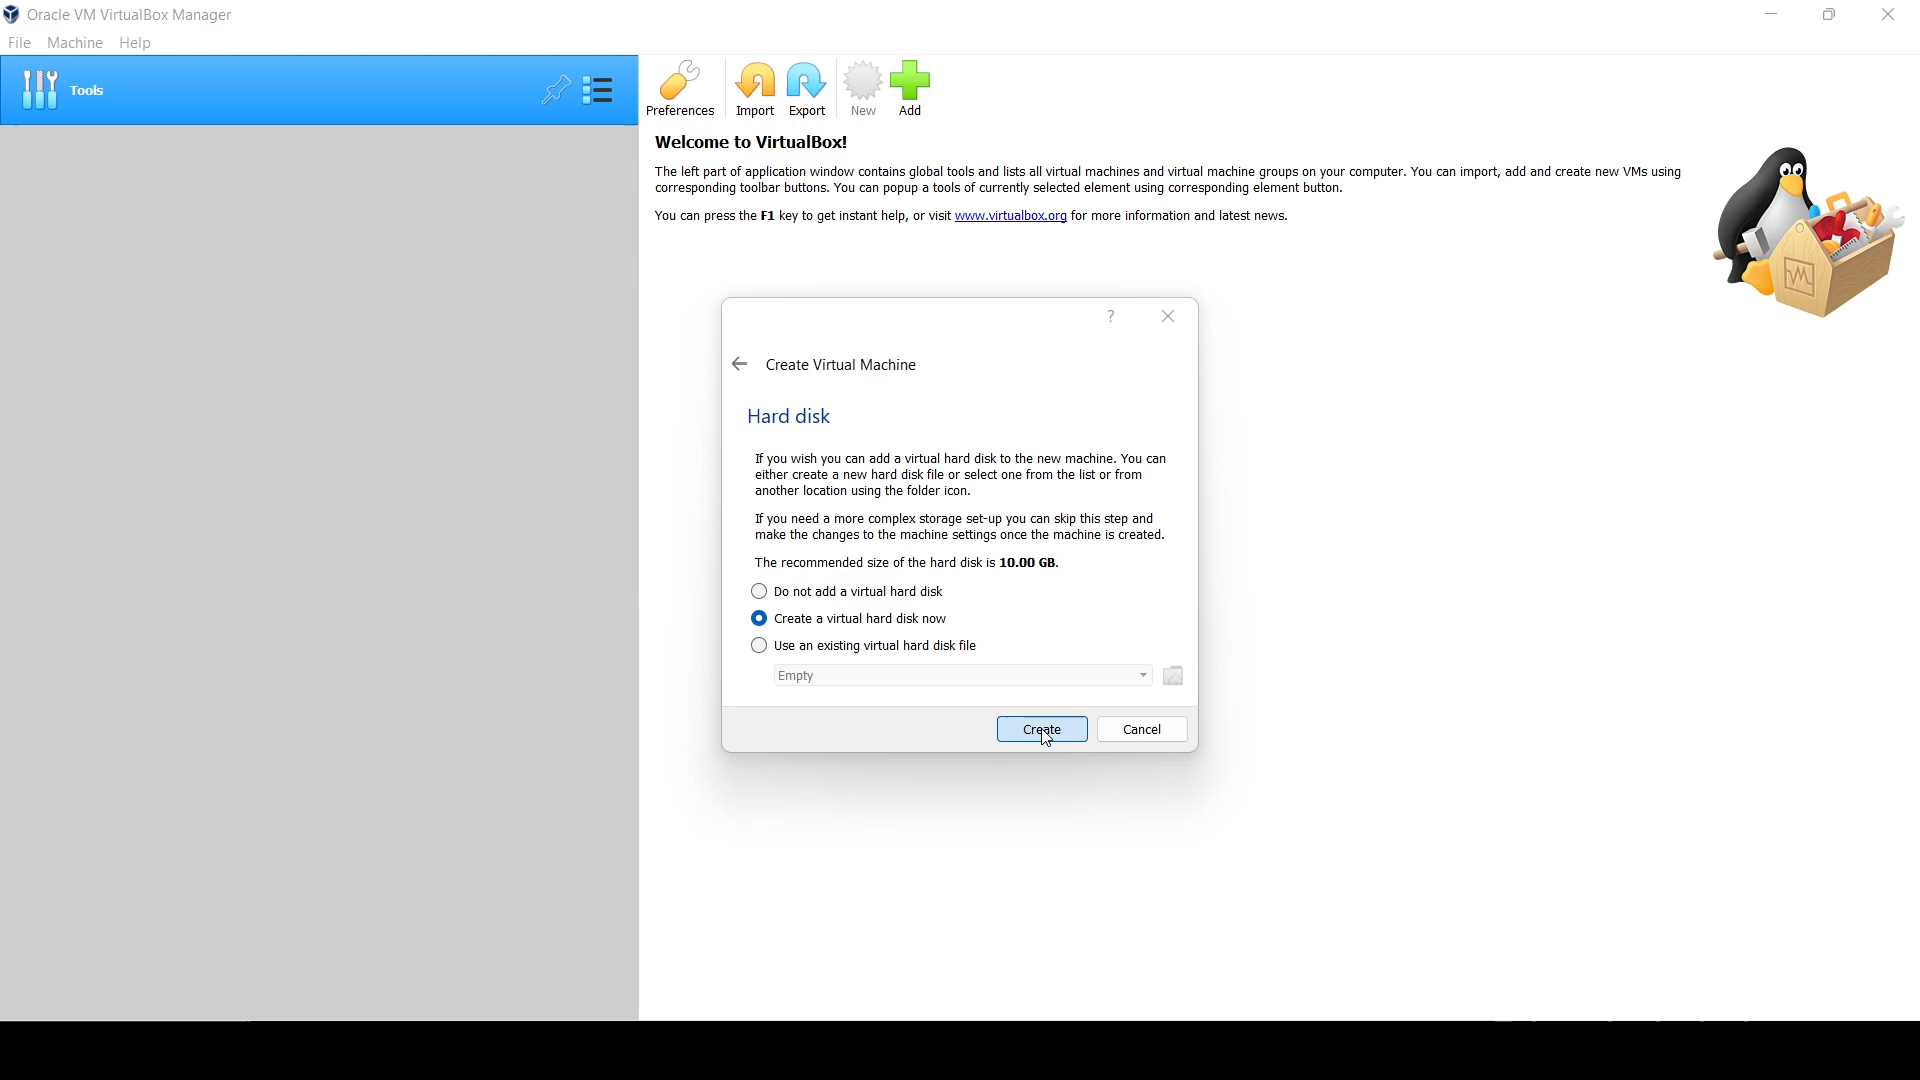 Oracle VM VirtualBox Manager
File Machine Help
Tools
Preferences Import Export New Add
Welcome to VirtualBox!
The left part of application window contains global tools and lists all virtual machines and virtual machine groups on your computer. You can import, add and create new VMs using
corresponding toolbar buttons. You can popup a tools of currently selected element using corresponding element button.
You can press the F1 key to get instant help, or visit www.virtualbox.org for more information and latest news.
?
Create Virtual Machine
Hard disk
If you wish you can add a virtual hard disk to the new machine. You can
either create a new hard disk file or select one from the list or from
another location using the folder icon.
If you need a more complex storage set-up you can skip this step and
make the changes to the machine settings once the machine is created.
The recommended size of the hard disk is 10.00 GB.
Do not add a virtual hard disk
Create a virtual hard disk now
Use an existing virtual hard disk file
Empty
Create Cancel